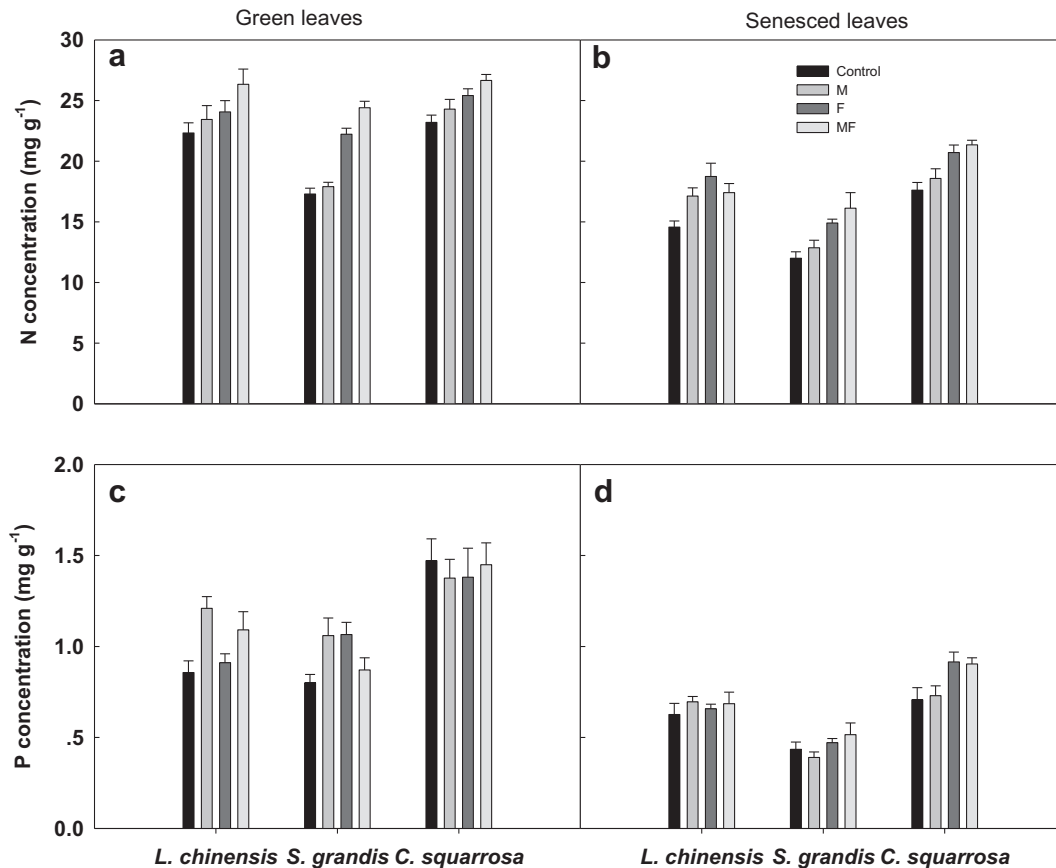 Green leaves
Senesced leaves
30
25
20
15
10
5
0
N concentration (mg g-1)
a
b
Control
M
F
MF
2.0
1.5
1.0
.5
0.0
P concentration (mg g-1)
c
d
L. chinensis S. grandis C. squarrosa
L. chinensis S. grandis C. squarrosa